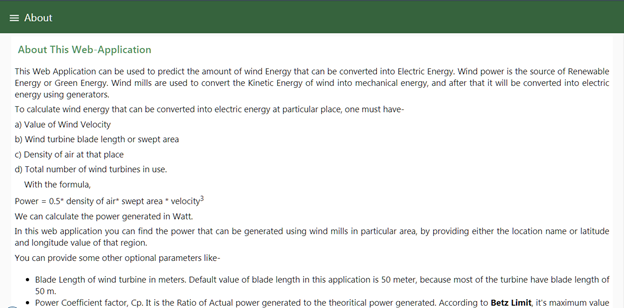 About
About This Web-Application
This Web Application can be used to predict the amount of wind Energy that can be converted into Electric Energy. Wind power is the source of Renewable
Energy or Green Energy. Wind mills are used to convert the Kinetic Energy of wind into mechanical energy, and after that it will be converted into electric
energy using generators.
To calculate wind energy that can be converted into electric energy at particular place, one must have-
a) Value of Wind Velocity
b) Wind turbine blade length or swept area
c) Density of air at that place
d) Total number of wind turbines in use.
With the formula,
Power = 0.5* density of air* swept area * velocity³
We can calculate the power generated in Watt.
In this web application you can find the power that can be generated using wind mills in particular area, by providing either the location name or latitude
and longitude value of that region.
You can provide some other optional parameters like-
• Blade Length of wind turbine in meters. Default value of blade length in this application is 50 meter, because most of the turbine have blade length of
50 m.
• Power Coefficient factor, Cp. It is the Ratio of Actual power generated to the theoritical power generated. According to Betz Limit, it's maximum value